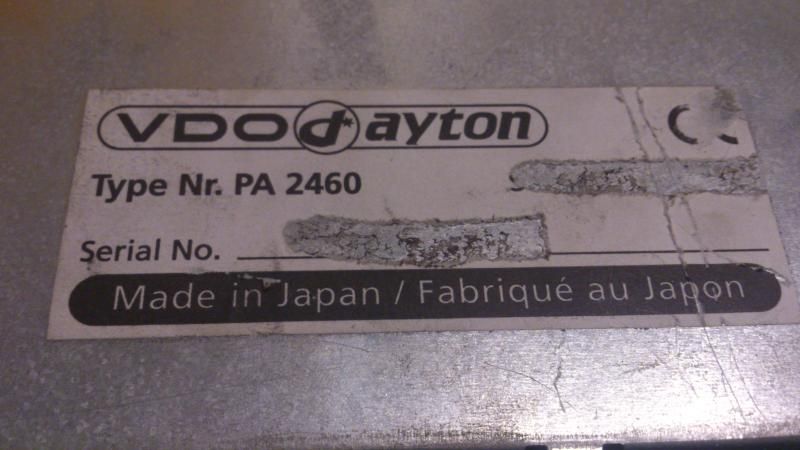 VDO dayton
Type Nr. PA 2460
Serial No.
Made in Japan / Fabriqué au Japon